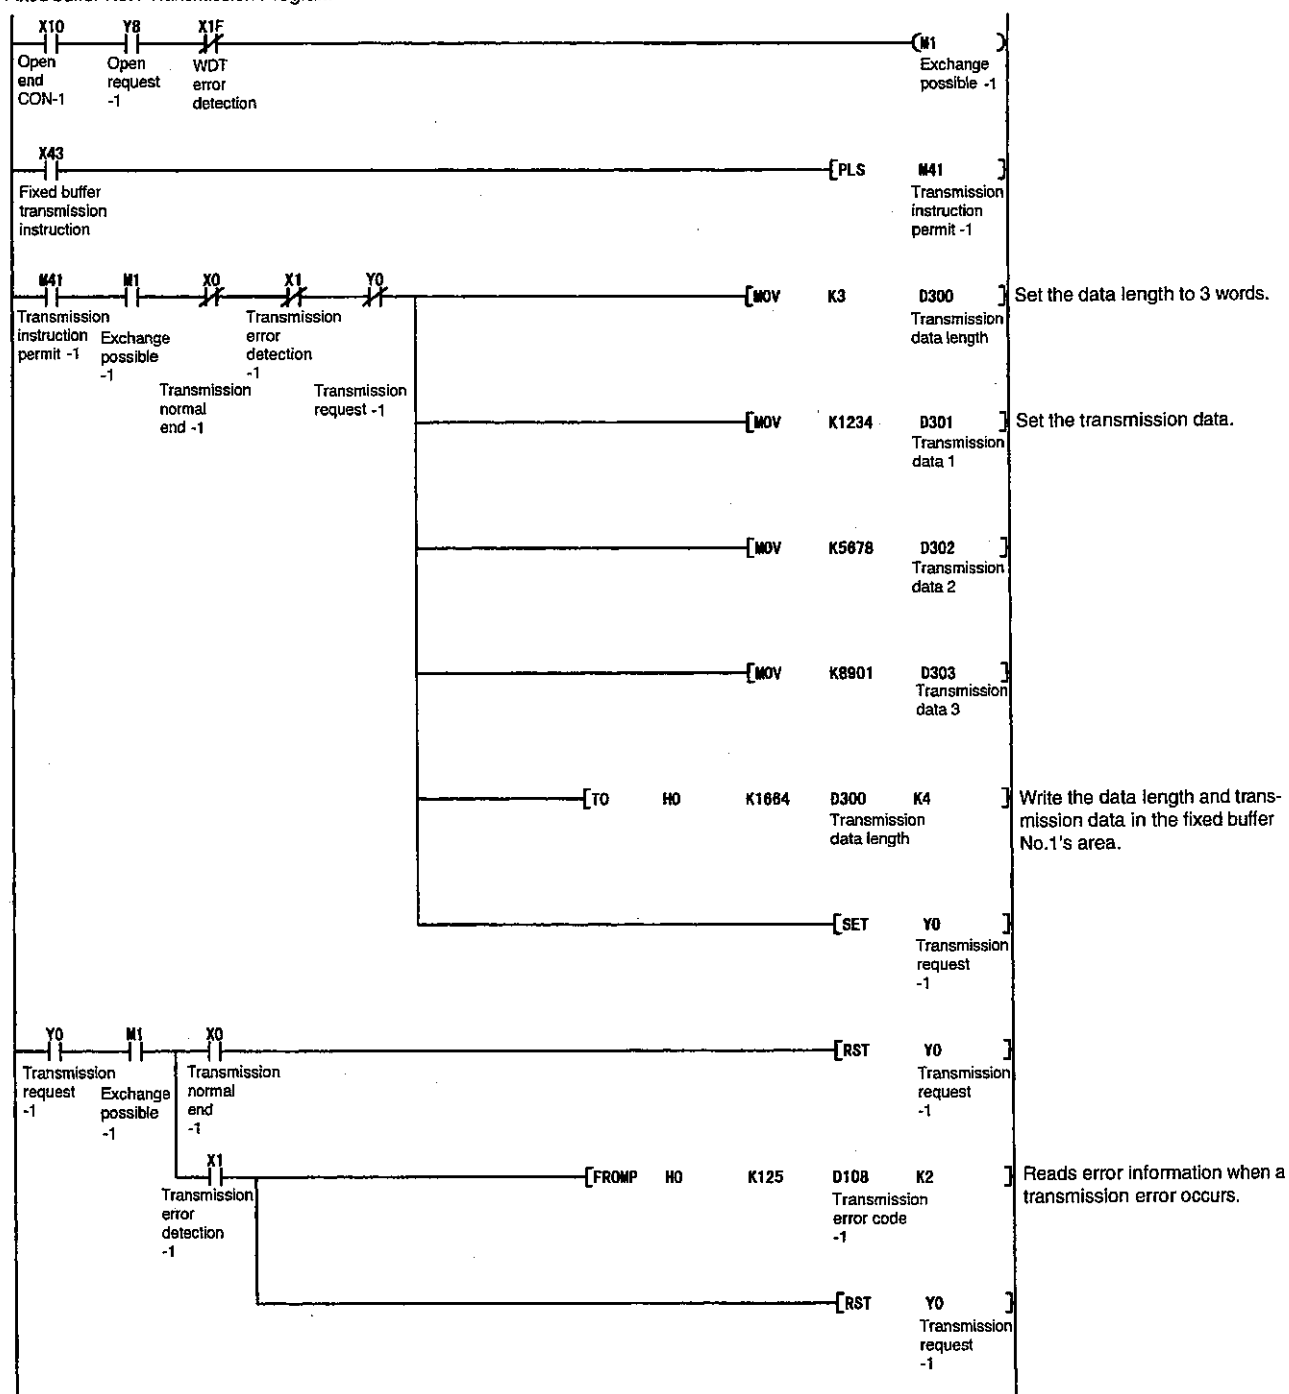 X10 Y8 X1F
(M1 )
Open end CON-1
Open request -1
WDT error detection
Exchange possible -1
X43
[PLS M41 ]
Fixed buffer transmission instruction
Transmission instruction permit -1
M41 M1 X0 X1 Y0
[MOV K3 D300 ] Set the data length to 3 words.
Transmission instruction permit -1
Exchange possible -1
Transmission normal end -1
Transmission error detection -1
Transmission request -1
Transmission data length
[MOV K1234 D301 ] Set the transmission data.
Transmission data 1
[MOV K5678 D302 ]
Transmission data 2
[MOV K8901 D303 ]
Transmission data 3
[TO H0 K1664 D300 K4 ] Write the data length and trans-
mission data in the fixed buffer
No.1's area.
Transmission data length
[SET Y0 ]
Transmission request -1
Y0 M1 X0
[RST Y0 ]
Transmission request -1
Exchange possible -1
Transmission normal end -1
Transmission request -1
X1
[FROMP H0 K125 D108 K2 ] Reads error information when a
transmission error occurs.
Transmission error detection -1
Transmission error code -1
[RST Y0 ]
Transmission request -1